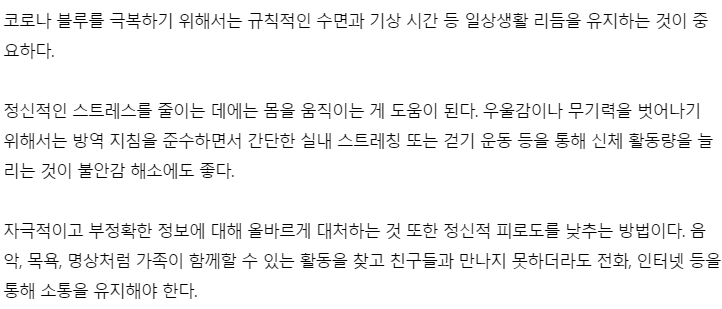 코로나 블루를 극복하기 위해서는 규칙적인 수면과 기상 시간 등 일상생활 리듬을 유지하는 것이 중
요하다.
정신적인 스트레스를 줄이는 데에는 몸을 움직이는 게 도움이 된다. 우울감이나 무기력을 벗어나기
위해서는 방역 지침을 준수하면서 간단한 실내 스트레칭 또는 걷기 운동 등을 통해 신체 활동량을 늘
리는 것이 불안감 해소에도 좋다.
자극적이고 부정확한 정보에 대해 올바르게 대처하는 것 또한 정신적 피로도를 낮추는 방법이다. 음
악, 목욕, 명상처럼 가족이 함께할 수 있는 활동을 찾고 친구들과 만나지 못하더라도 전화, 인터넷 등을
통해 소통을 유지해야 한다.